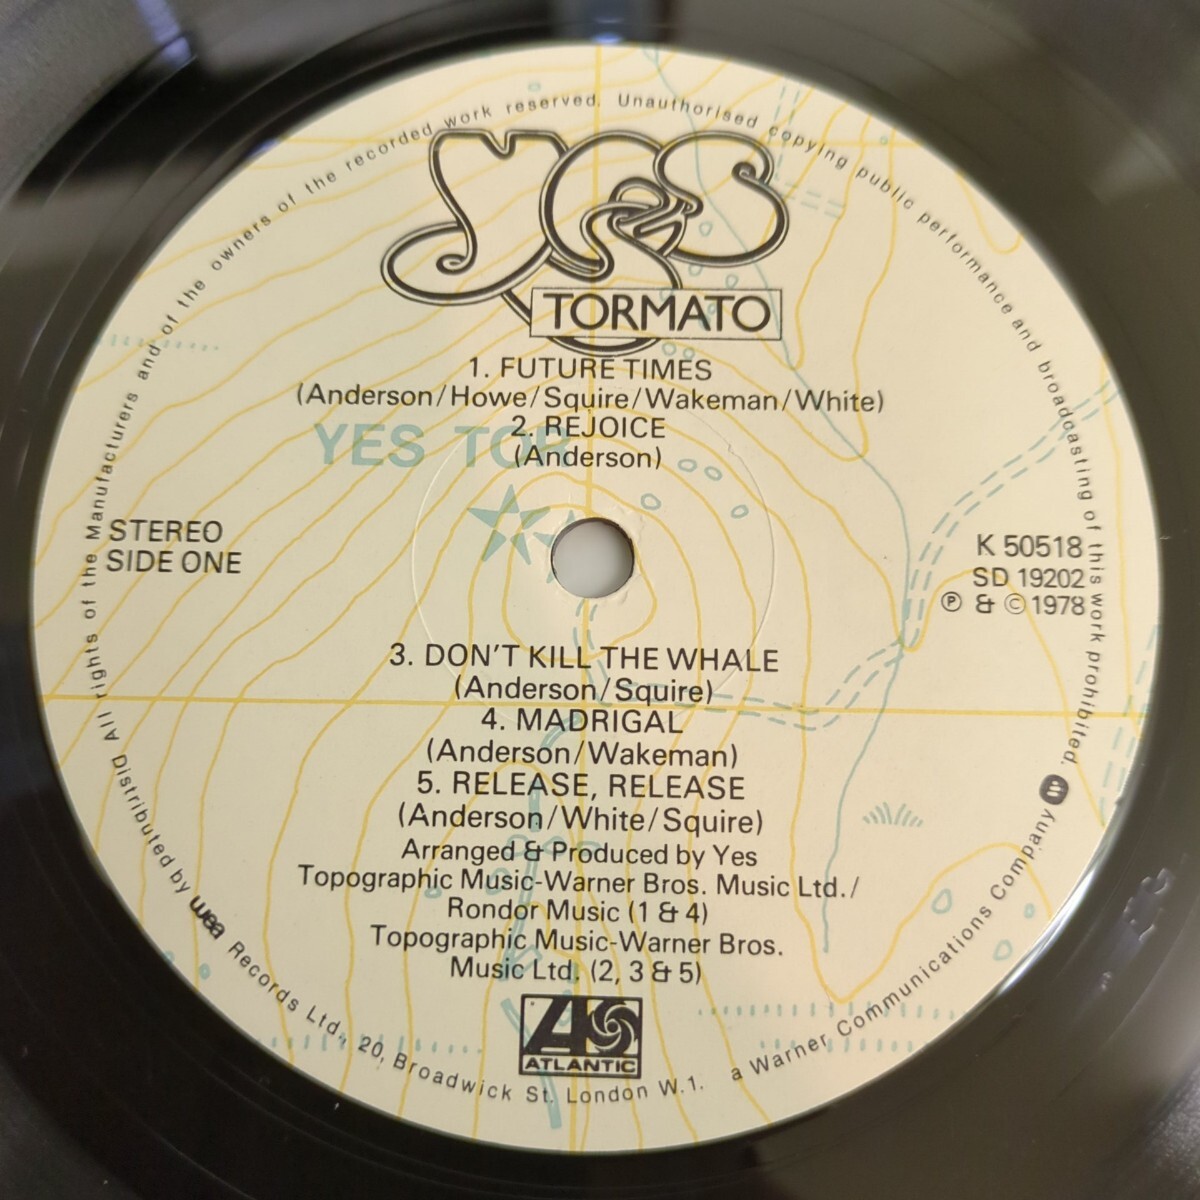 All rights of the Manufacturers and of the owners of the recorded work reserved. Unauthorised copying public performance and broadcasting of this work prohibited.
YES
TORMATO
1. FUTURE TIMES
(Anderson/Howe/Squire/Wakeman/White)
2. REJOICE
(Anderson)
YES TOR
STEREO
SIDE ONE
K 50518
SD 19202
℗ & © 1978
3. DON'T KILL THE WHALE
(Anderson/Squire)
4. MADRIGAL
(Anderson/Wakeman)
5. RELEASE, RELEASE
(Anderson/White/Squire)
Arranged & Produced by Yes
Topographic Music-Warner Bros. Music Ltd./
Rondor Music (1 & 4)
Topographic Music-Warner Bros.
Music Ltd. (2, 3 & 5)
ATLANTIC
Distributed by wea Records Ltd., 20, Broadwick St. London W.1. a Warner Communications Company